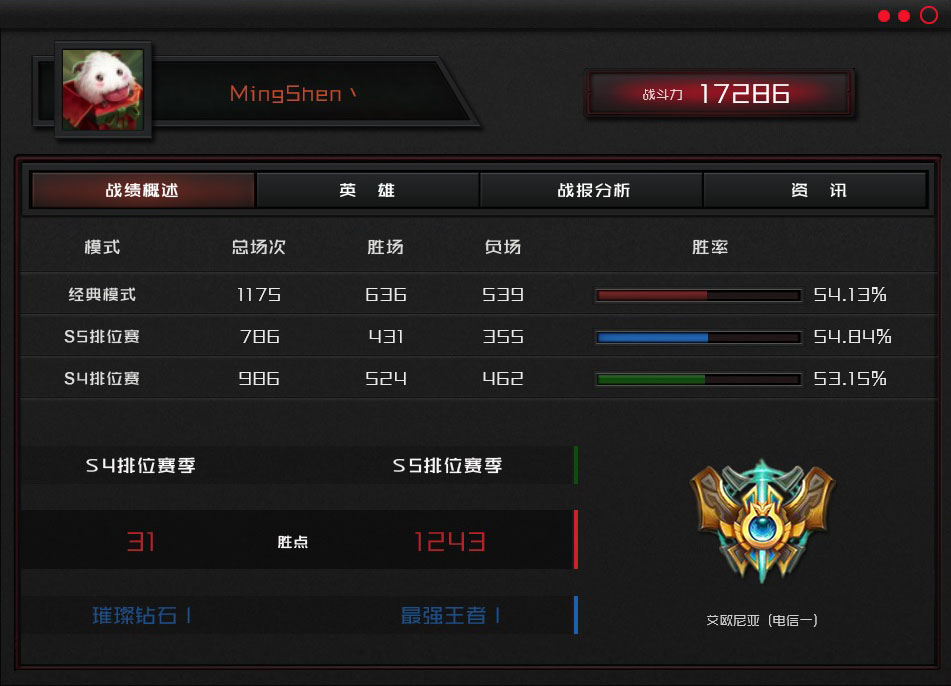 MingShen丶
战斗力 17286
战绩概述 英 雄 战报分析 资 讯
模式 总场次 胜场 负场 胜率
经典模式 1175 636 539 54.13%
S5排位赛 786 431 355 54.84%
S4排位赛 986 524 462 53.15%
S4排位赛季 S5排位赛季
31 胜点 1243
璀璨钻石 I 最强王者 I
艾欧尼亚 (电信一)